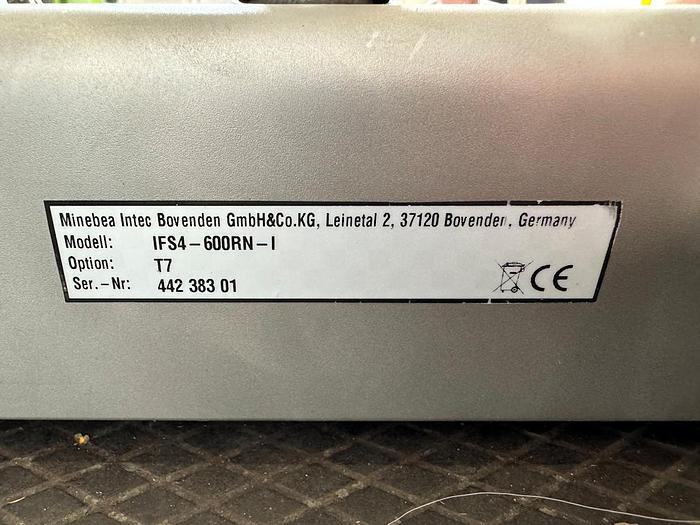 Minebea Intec Bovenden GmbH&Co.KG, Leinetal 2, 37120 Bovenden, Germany
Modell: IFS4-600RN-I
Option: T7
Ser.-Nr: 442 383 01
CE